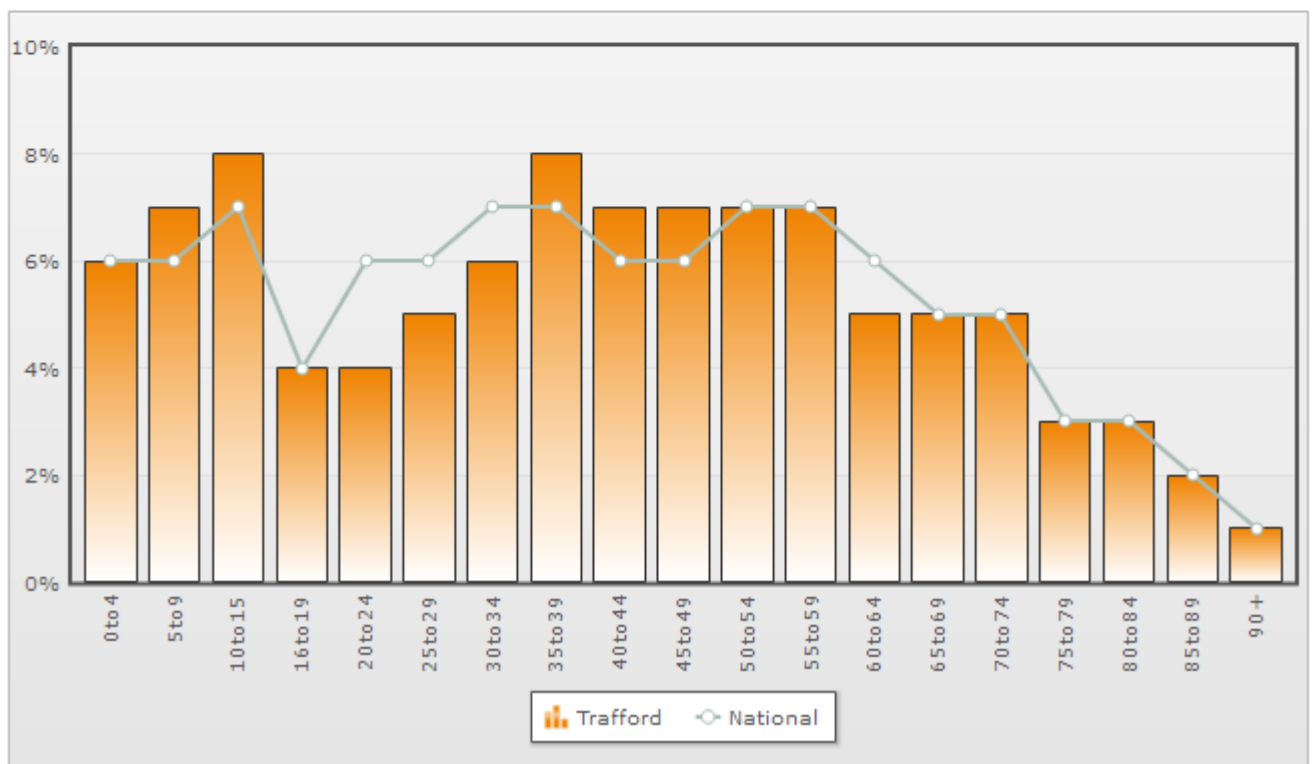 10%
8%
6%
4%
2%
0%
0to4
5to9
10to15
16to19
20to24
25to29
30to34
35to39
40to44
45to49
50to54
55to59
60to64
65to69
70to74
75to79
80to84
85to89
90+
Trafford
National